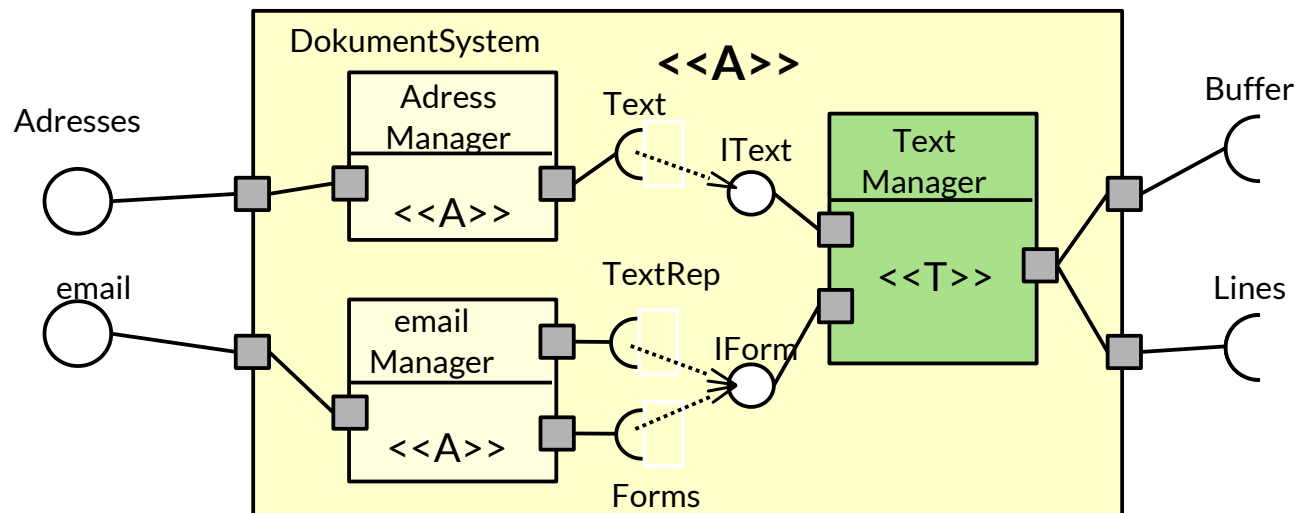 DokumentSystem
<<A>>
Adresses
Adress
Manager
<<A>>
Text
IText
Text
Manager
<<T>>
Buffer
email
email
Manager
<<A>>
TextRep
IForm
Forms
Lines